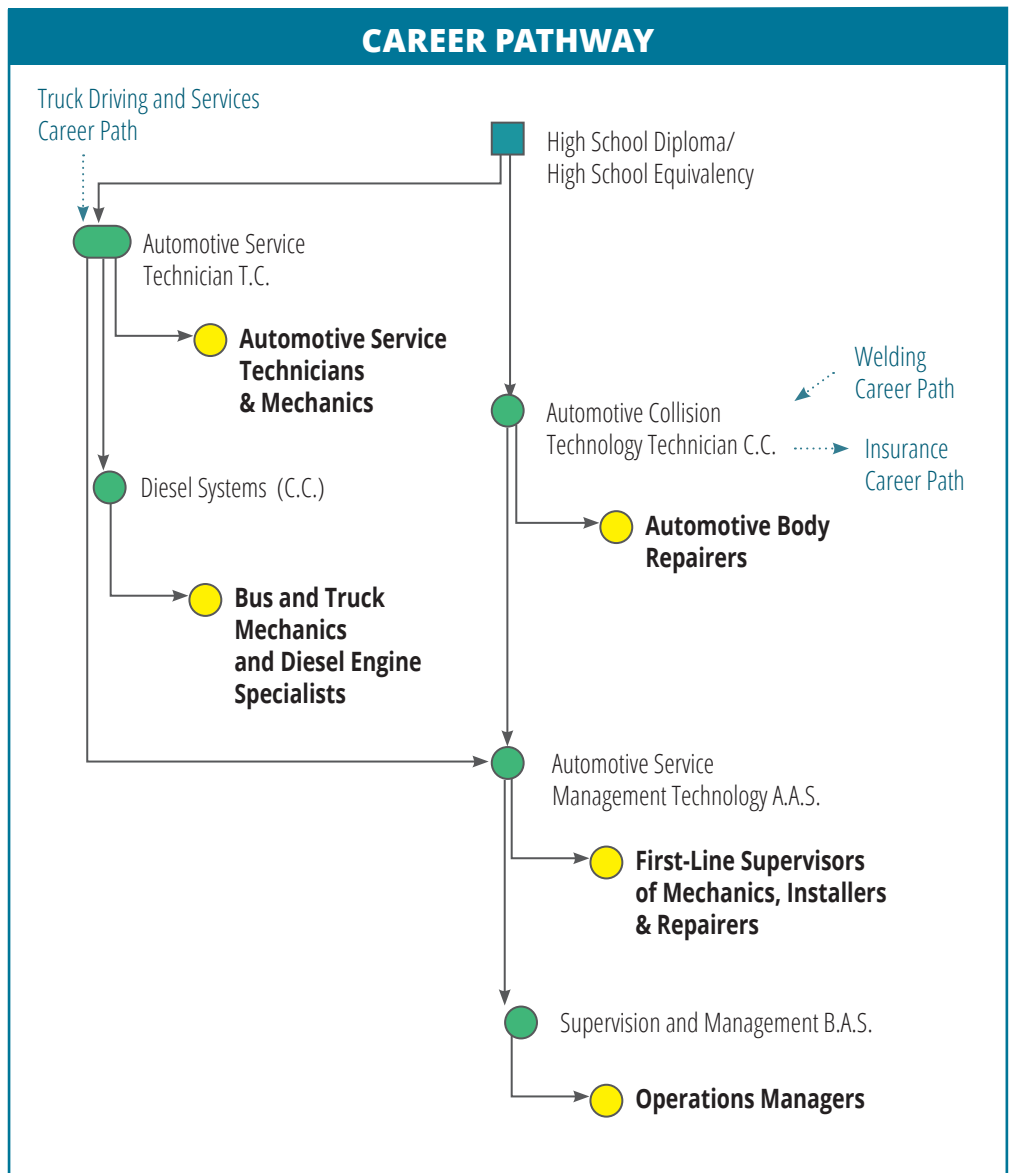 CAREER PATHWAY
Truck Driving and Services
Career Path
High School Diploma/
High School Equivalency
Automotive Service
Technician T.C.
Automotive Service
Technicians
& Mechanics
Welding
Career Path
Automotive Collision
Technology Technician C.C.
Insurance
Career Path
Diesel Systems (C.C.)
Automotive Body
Repairers
Bus and Truck
Mechanics
and Diesel Engine
Specialists
Automotive Service
Management Technology A.A.S.
First-Line Supervisors
of Mechanics, Installers
& Repairers
Supervision and Management B.A.S.
Operations Managers